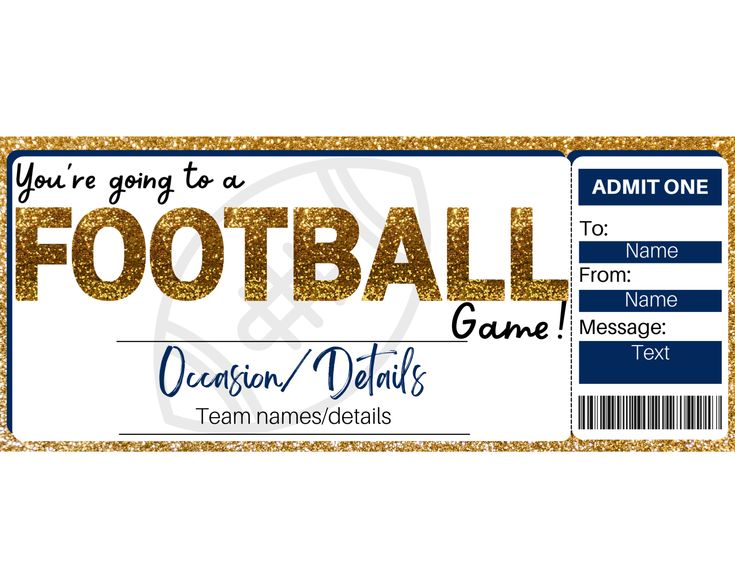 You're going to a
FOOTBALL
Game!
Occasion/ Details
Team names/details
ADMIT ONE
To:
Name
From:
Name
Message:
Text